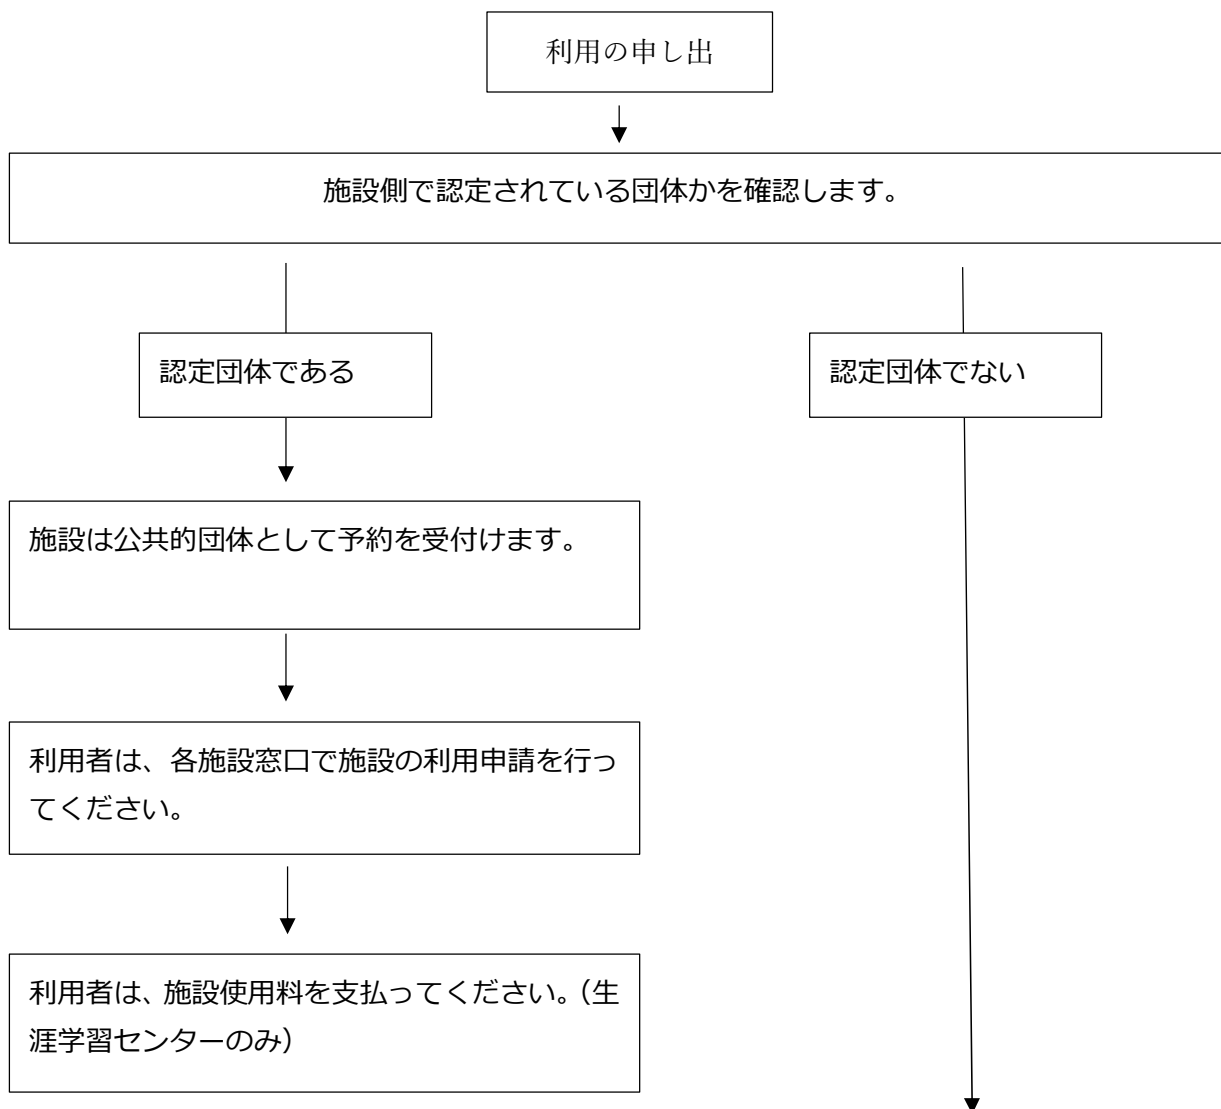 利用の申し出
施設側で認定されている団体かを確認します。
認定団体である
認定団体でない
施設は公共的団体として予約を受付けます。
利用者は、各施設窓口で施設の利用申請を行っ
てください。
利用者は、施設使用料を支払ってください。（生
涯学習センターのみ）